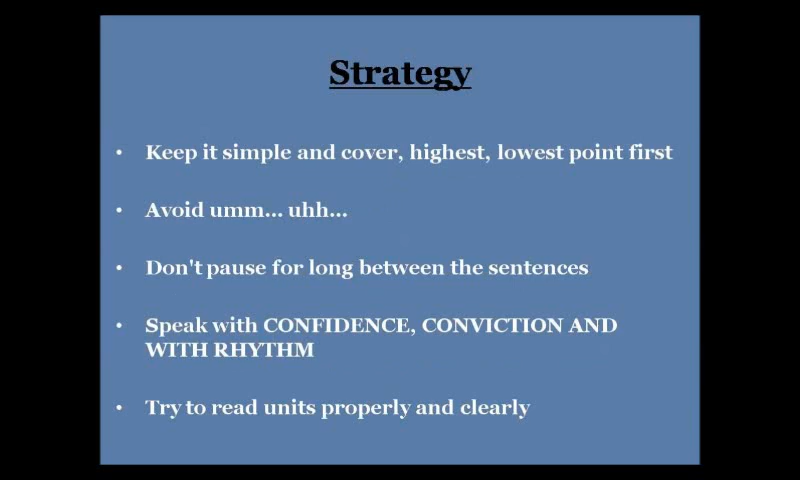 Strategy
• Keep it simple and cover, highest, lowest point first
• Avoid umm... uhh...
• Don't pause for long between the sentences
• Speak with CONFIDENCE, CONVICTION AND
WITH RHYTHM
• Try to read units properly and clearly